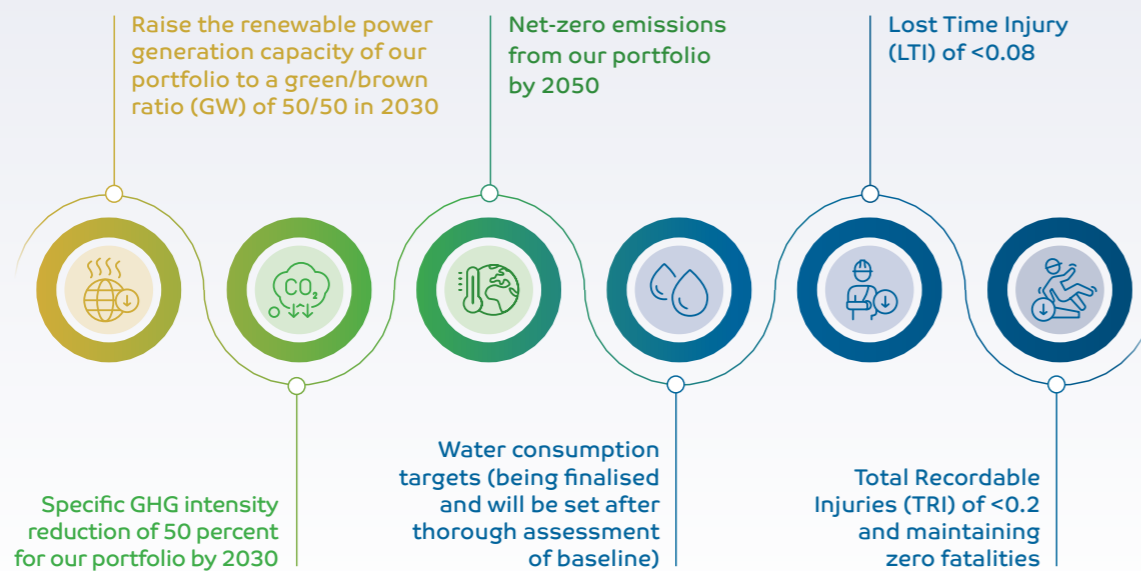 Raise the renewable power
generation capacity of our
portfolio to a green/brown
ratio (GW) of 50/50 in 2030
Net-zero emissions
from our portfolio
by 2050
Lost Time Injury
(LTI) of <0.08
CO₂
Specific GHG intensity
reduction of 50 percent
for our portfolio by 2030
Water consumption
targets (being finalised
and will be set after
thorough assessment
of baseline)
Total Recordable
Injuries (TRI) of <0.2
and maintaining
zero fatalities